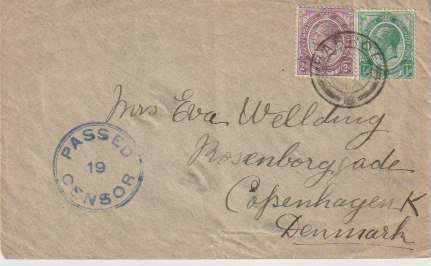 Mrs Eva Wellding
Rosenborggade
Copenhagen K
Denmark
PASSED
19
CENSOR